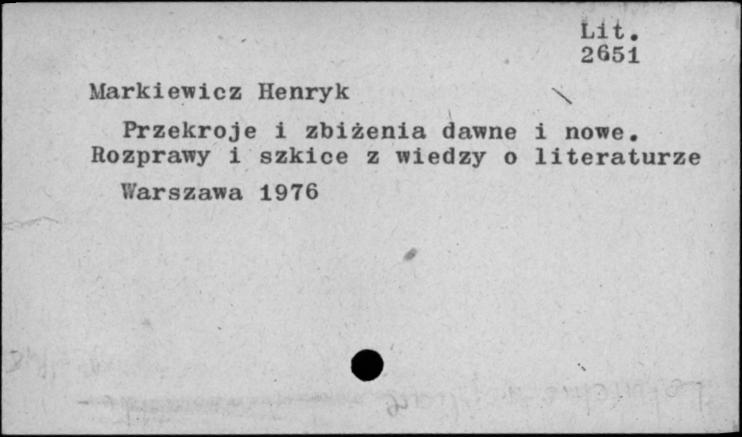 Lit.
2651
Markiewicz Henryk
Przekroje i zbiżenia dawne i nowe.
Rozprawy i szkice z wiedzy o literaturze
Warszawa 1976